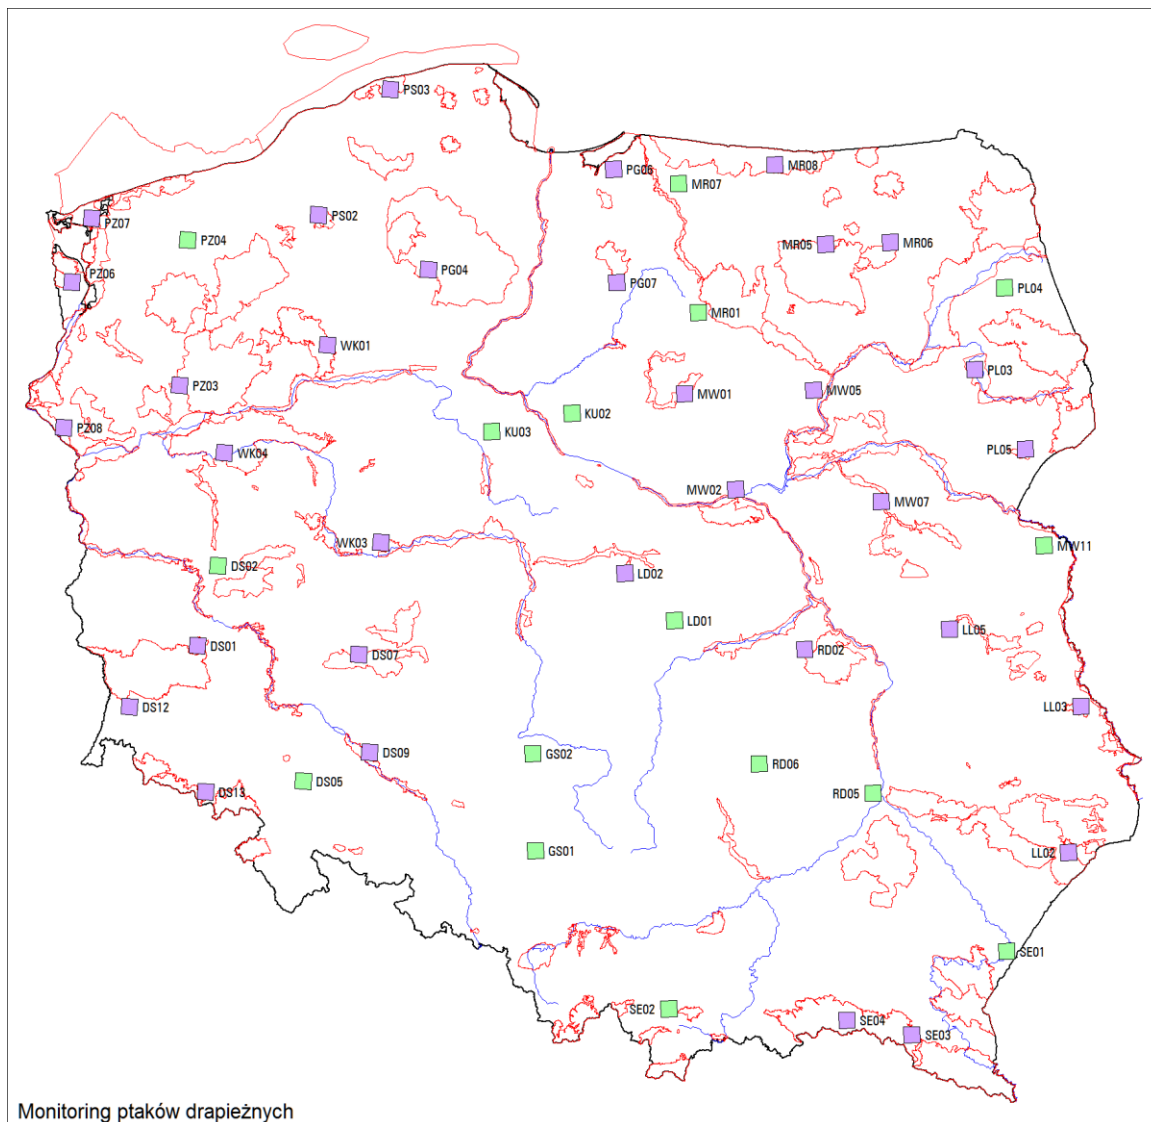 PS03
PG06
MR08
MR07
PZ07
PS02
PZ04
MR05
MR06
PG04
PZ06
PG07
PL04
MR01
WK01
PL03
PZ03
MW01
MW05
KU02
PZ08
KU03
PL05
WK04
MW02
MW07
WK03
MW11
DS02
LD02
LD01
LL05
DS01
RD02
DS07
DS12
LL03
DS09
GS02
RD06
DS05
DS13
RD05
GS01
LL02
SE01
SE02
SE04
SE03
Monitoring ptaków drapieżnych